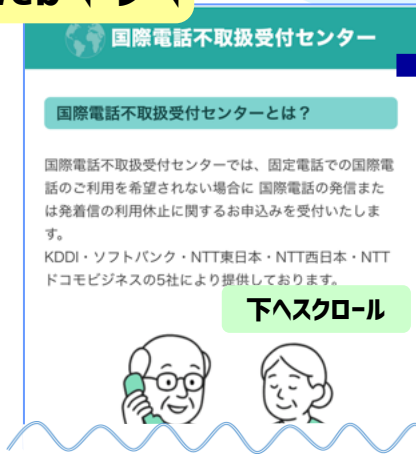 国際電話不取扱受付センター
国際電話不取扱受付センターとは？
国際電話不取扱受付センターでは、固定電話での国際電
話のご利用を希望されない場合に 国際電話の発信また
は発着信の利用休止に関するお申込みを受付いたしま
す。
KDDI・ソフトバンク・NTT東日本・NTT西日本・NTT
ドコモビジネスの5社により提供しております。
下へスクロール